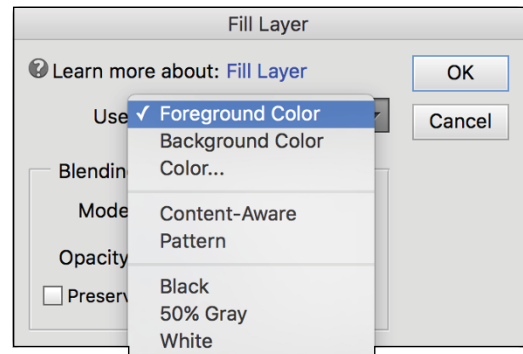 Fill Layer
Learn more about: Fill Layer
OK
Use
✓ Foreground Color
Cancel
Background Color
Color...
Blendin
Mode
Content-Aware
Pattern
Opacity
Black
Preserv
50% Gray
White